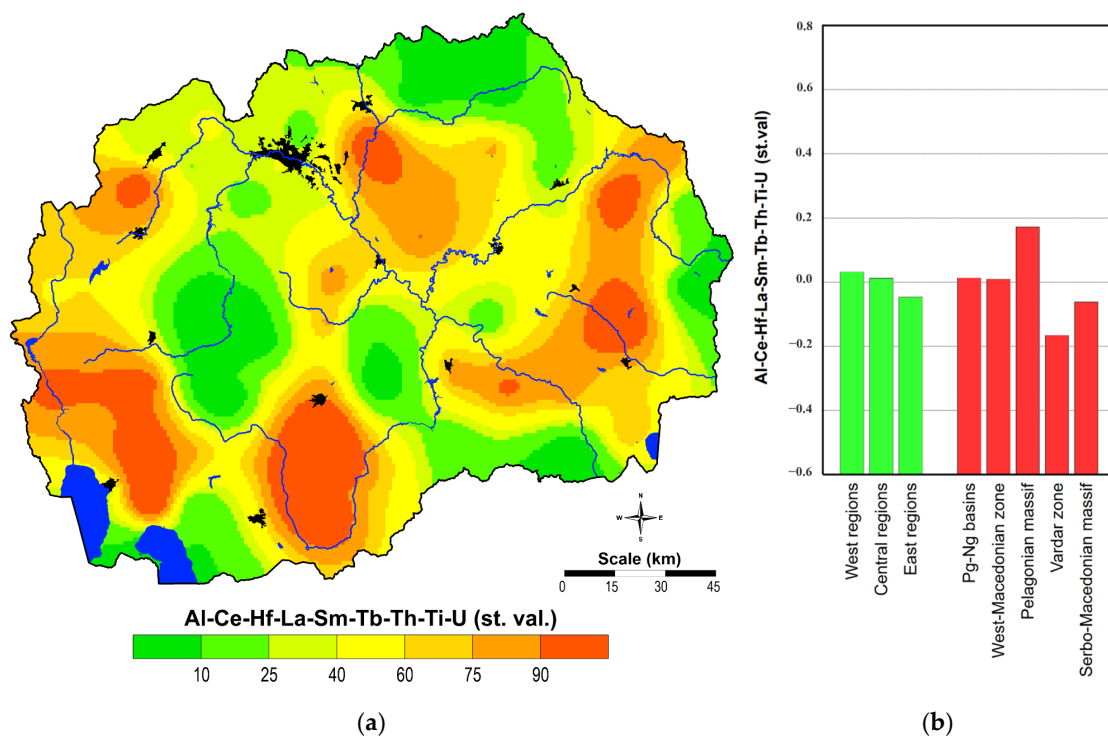 N
W E
S
Scale (km)
0 15 30 45
Al-Ce-Hf-La-Sm-Tb-Th-Ti-U (st. val.)
10 25 40 60 75 90
(a)
Al-Ce-Hf-La-Sm-Tb-Th-Ti-U (st.val)
0.8
0.6
0.4
0.2
0.0
−0.2
−0.4
−0.6
West regions
Central regions
East regions
Pg-Ng basins
West-Macedonian zone
Pelagonian massif
Vardar zone
Serbo-Macedonian massif
(b)